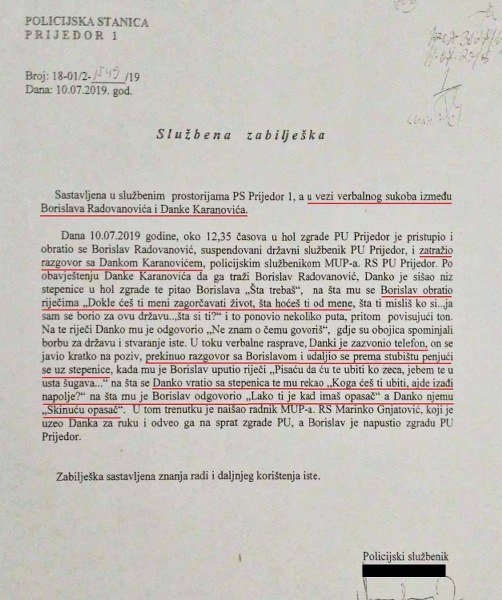 POLICIJSKA STANICA
PRIJEDOR 1
Broj: 18-01/2- /19
Dana: 10.07.2019. god.
Službena zabilješka
Sastavljena u službenim prostorijama PS Prijedor 1, a u vezi verbalnog sukoba između
Borislava Radovanovića i Danke Karanovića.
Dana 10.07.2019 godine, oko 12,35 časova u hol zgrade PU Prijedor je pristupio i
obratio se Borislav Radovanović, suspendovani državni službenik PU Prijedor, i zatražio
razgovor sa Dankom Karanovićem, policijskim službenikom MUP-a. RS PU Prijedor. Po
obavještenju Danke Karanovića da ga traži Borislav Radovanović, Danko je sišao niz
stepenice u hol zgrade te pitao Borislava „Šta trebaš“, na šta mu se Borislav obratio
riječima „Dokle ćeš ti meni zagorčavati život, šta hoćeš ti od mene, šta ti misliš ko si...ja
sam se borio za ovu državu...šta si ti?“ i to ponovio nekoliko puta, pritom povisujući ton.
Na te riječi Danko mu je odgovorio „Ne znam o čemu govoriš“, gdje su obojica spominjali
borbu za državu i stvaranje iste. U toku verbalne rasprave, Danki je zazvonio telefon, on
se javio kratko na poziv, prekinuo razgovor sa Borislavom i udaljio se prema stubištu penjući
se uz stepenice, kada mu je Borislav uputio riječi „Pisaću da ću te ubiti ko zeca, jebem te u
usta šugava...“ na šta se Danko vratio sa stepenica te mu rekao „Koga ćeš ti ubiti, ajde izađi
napolje?“ na šta mu je Borislav odgovorio „Lako ti je kad imaš opasač“ a Danko njemu
„Skinuću opasač“. U tom trenutku je naišao radnik MUP-a. RS Marinko Gnjatović, koji je
uzeo Danka za ruku i odveo ga na sprat zgrade PU, a Borislav je napustio zgradu PU
Prijedor.
Zabilješka sastavljena znanja radi i daljnjeg korištenja iste.
Policijski službenik